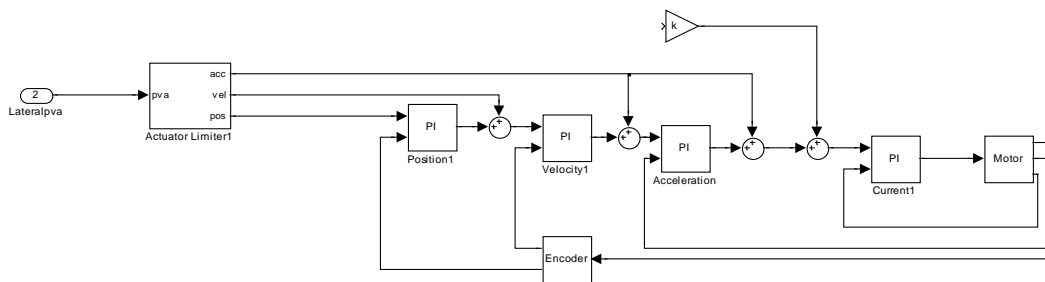 k
2
Lateralpva
pva
acc
vel
pos
Actuator Limiter1
PI
Position1
PI
Velocity1
PI
Acceleration
PI
Current1
Motor
Encoder